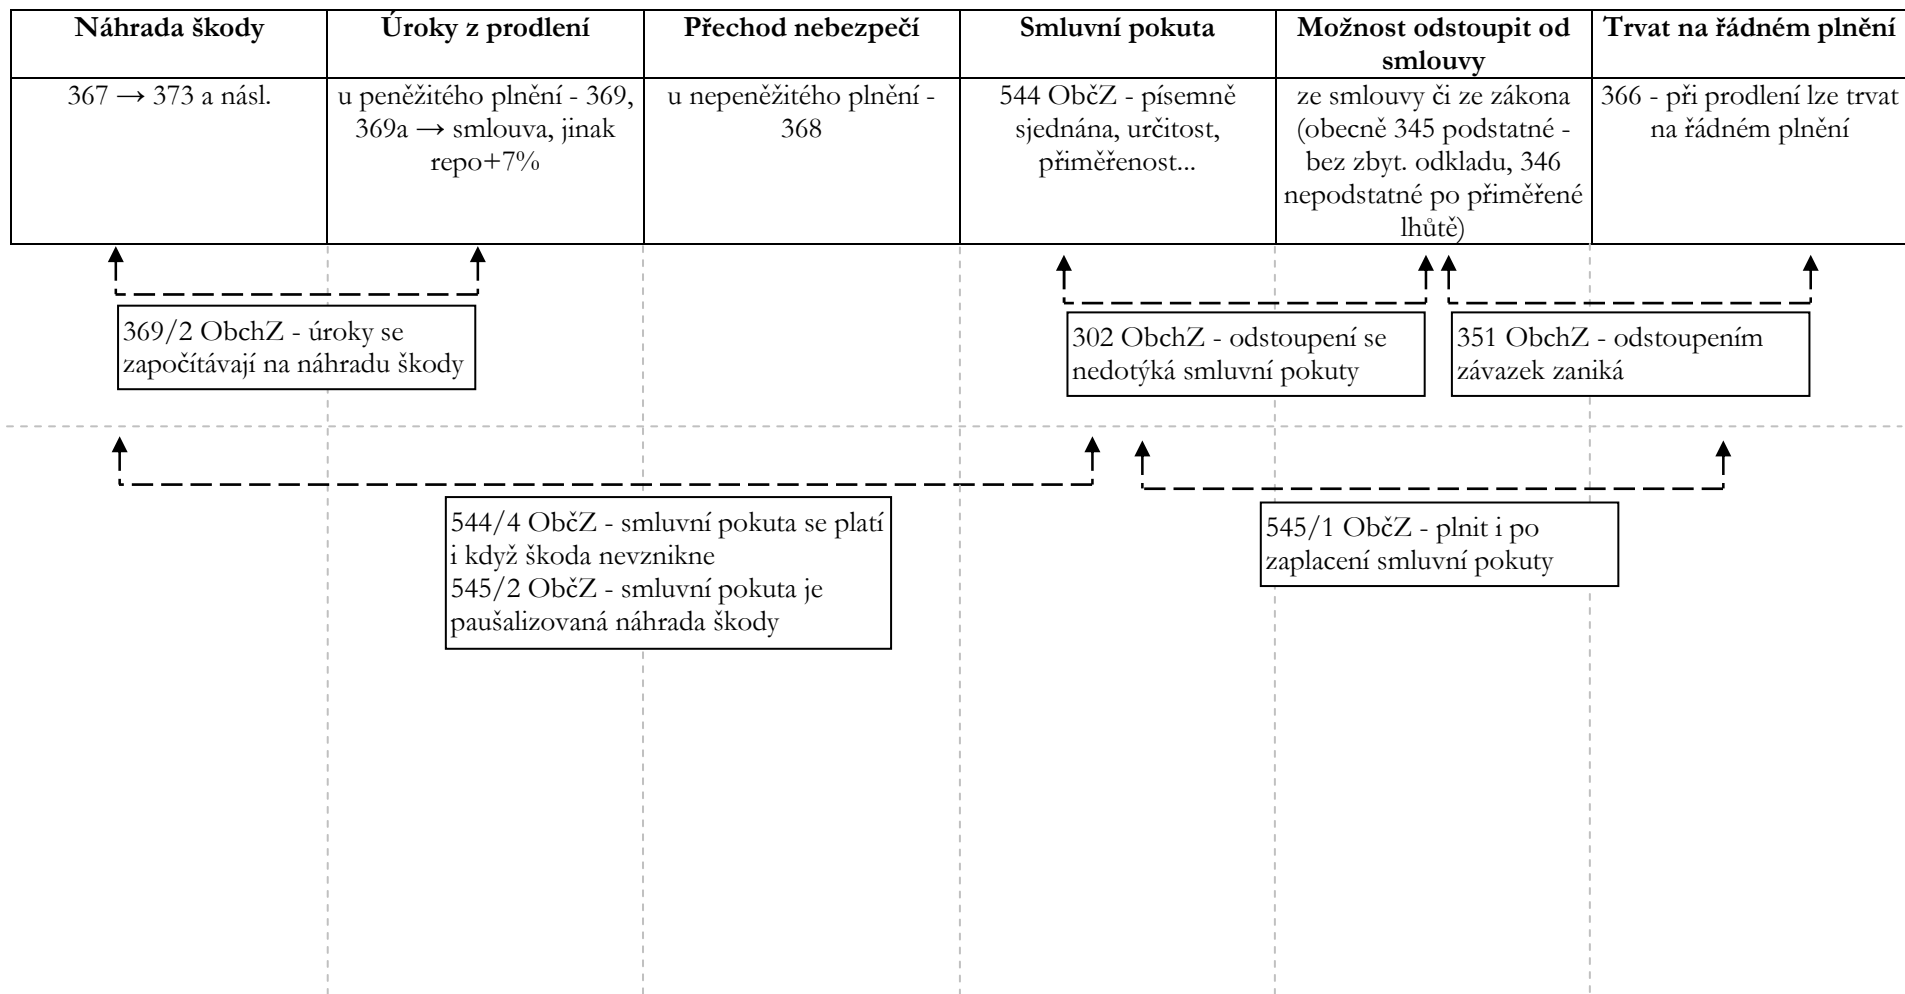 Náhrada škody
Úroky z prodlení
Přechod nebezpečí
Smluvní pokuta
Možnost odstoupit od
smlouvy
Trvat na řádném plnění
367 → 373 a násl.
u peněžitého plnění - 369,
369a → smlouva, jinak
repo+7%
u nepeněžitého plnění -
368
544 ObčZ - písemně
sjednána, určitost,
přiměřenost...
ze smlouvy či ze zákona
(obecně 345 podstatné -
bez zbyt. odkladu, 346
nepodstatné po přiměřené
lhůtě)
366 - při prodlení lze trvat
na řádném plnění
369/2 ObchZ - úroky se
započítávají na náhradu škody
302 ObchZ - odstoupení se
nedotýká smluvní pokuty
351 ObchZ - odstoupením
závazek zaniká
544/4 ObčZ - smluvní pokuta se platí
i když škoda nevznikne
545/2 ObčZ - smluvní pokuta je
paušalizovaná náhrada škody
545/1 ObčZ - plnit i po
zaplacení smluvní pokuty